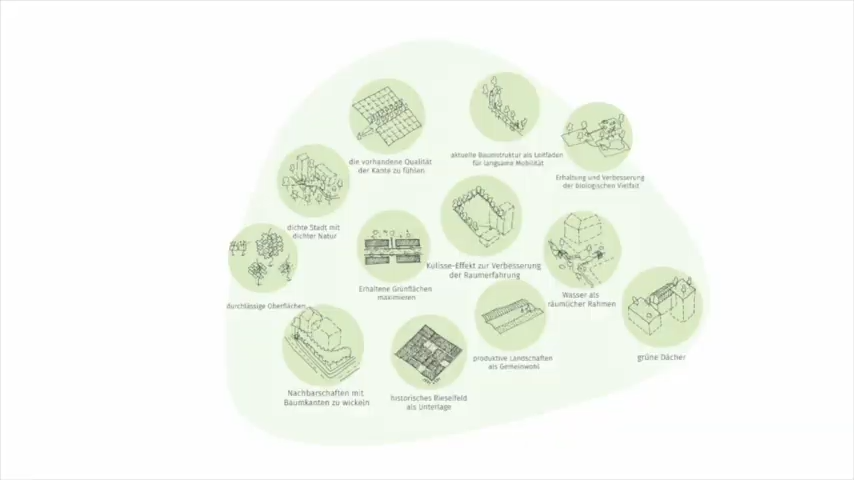 die vorhandene Qualität
der Kante zu fühlen
aktuelle Baumstruktur als Leitfaden
für langsame Mobilität
Erhaltung und Verbesserung
der biologischen Vielfalt
dichte Stadt mit
dichter Natur
Kulisse-Effekt zur Verbesserung
der Raumerfahrung
Erhaltene Grünflächen
maximieren
Wasser als
räumlicher Rahmen
durchlässige Oberflächen
grüne Dächer
produktive Landschaften
als Gemeinwohl
Nachbarschaften mit
Baumkanten zu wickeln
historisches Rieselfeld
als Unterlage